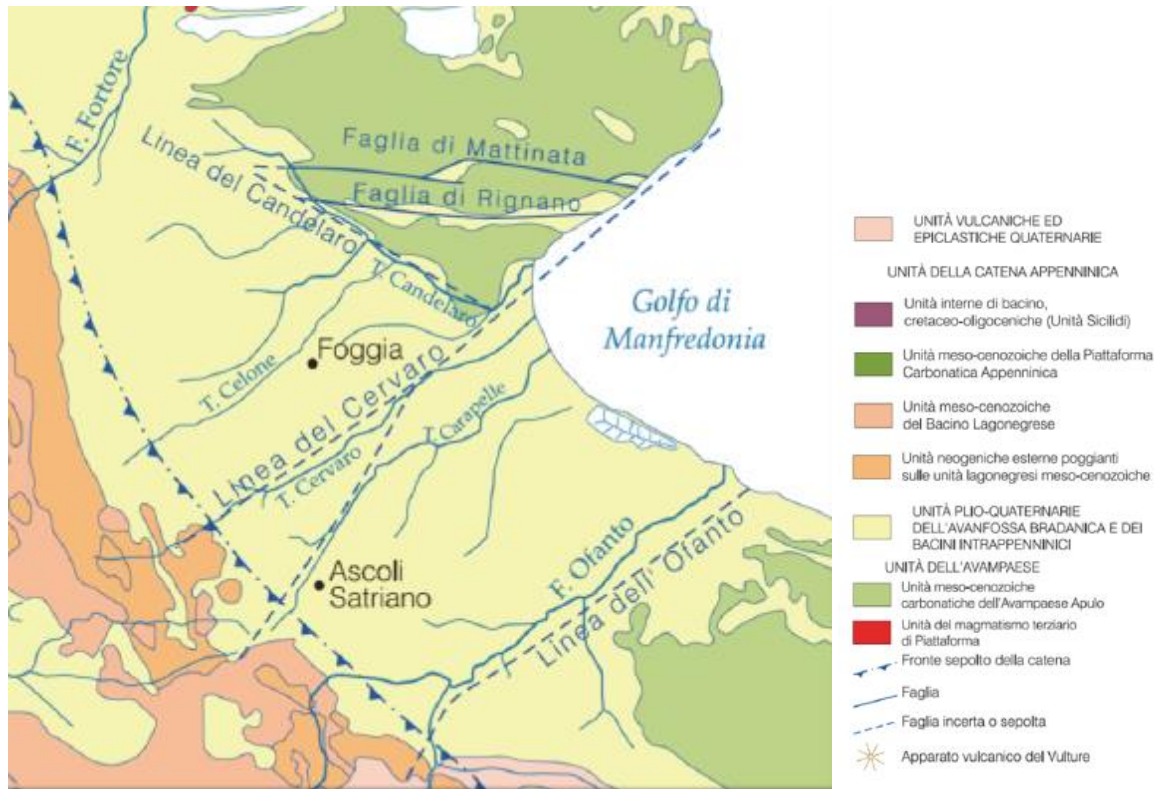 F. Fortore
Linea del Candelaro
Faglia di Mattinata
Faglia di Rignano
T. Candelaro
Golfo di
Manfredonia
Foggia
T. Celone
Linea del Cervaro
T. Cervaro
T. Carapelle
Ascoli
Satriano
F. Ofanto
Linea dell' Ofanto
UNITÀ VULCANICHE ED
EPICLASTICHE QUATERNARIE
UNITÀ DELLA CATENA APPENNINICA
Unità interne di bacino,
cretaceo-oligoceniche (Unità Sicilidi)
Unità meso-cenozoiche della Piattaforma
Carbonatica Appenninica
Unità meso-cenozoiche
del Bacino Lagonegrese
Unità neogeniche esterne poggianti
sulle unità lagonegresi meso-cenozoiche
UNITÀ PLIO-QUATERNARIE
DELL'AVANFOSSA BRADANICA E DEI
BACINI INTRAPPENNINICI
UNITÀ DELL'AVAMPAESE
Unità meso-cenozoiche
carbonatiche dell'Avampaese Apulo
Unità del magmatismo terziario
di Piattaforma
Fronte sepolto della catena
Faglia
Faglia incerta o sepolta
Apparato vulcanico del Vulture